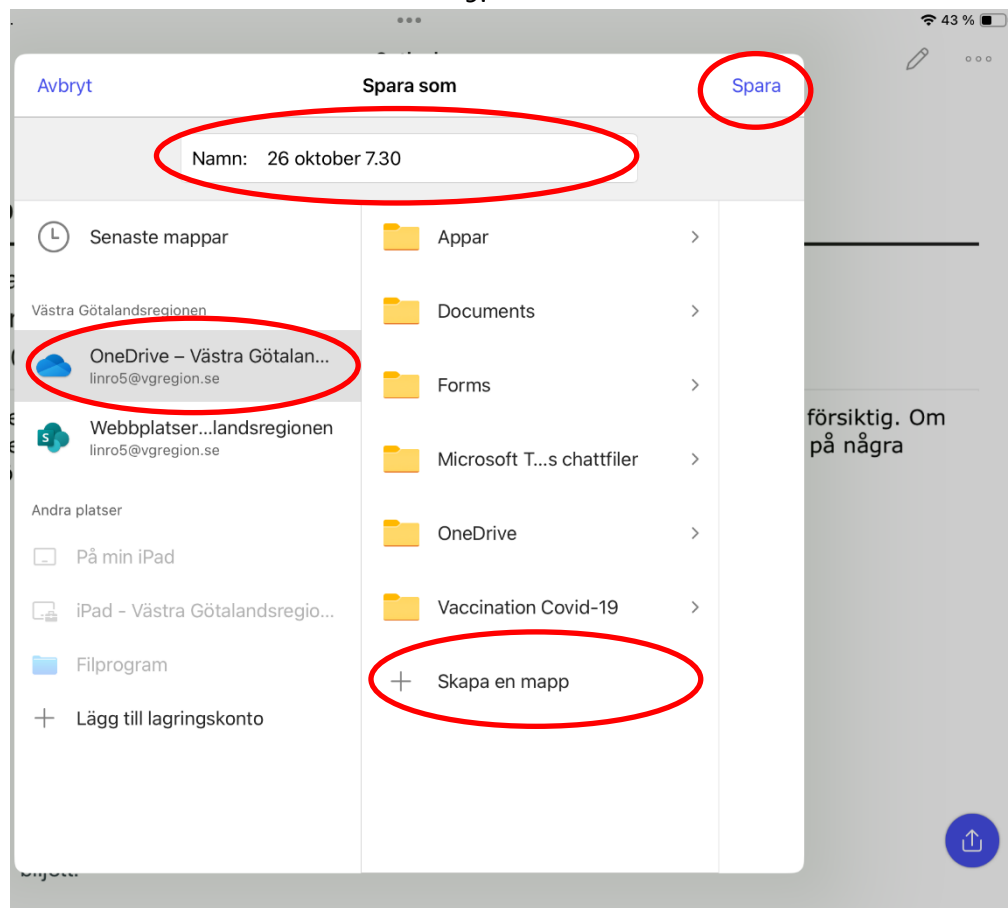 43 %
Avbryt
Spara som
Spara
Namn: 26 oktober 7.30
Senaste mappar
Västra Götalandsregionen
OneDrive – Västra Götalan...
linro5@vgregion.se
Webbplatser...landsregionen
linro5@vgregion.se
Andra platser
På min iPad
iPad - Västra Götalandsregio...
Filprogram
Lägg till lagringskonto
Appar
Documents
Forms
Microsoft T...s chattfiler
OneDrive
Vaccination Covid-19
Skapa en mapp
försiktig. Om
på några